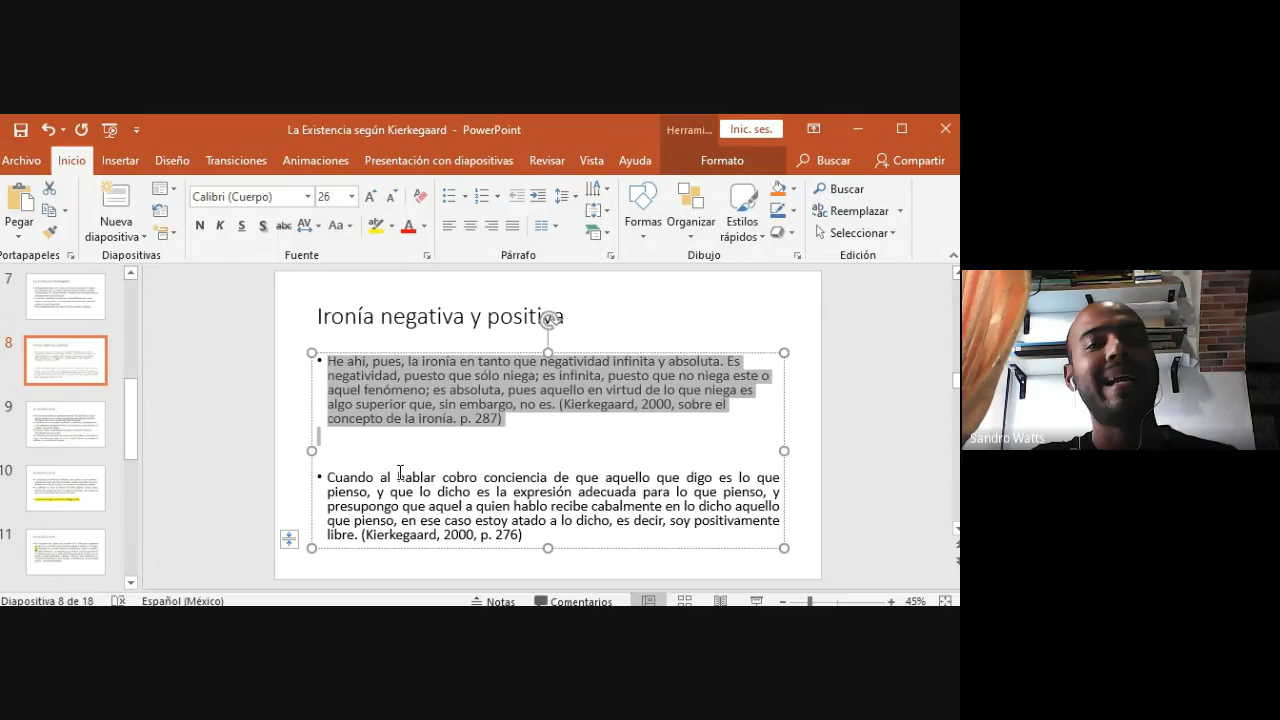 La Existencia según Kierkegaard - PowerPoint
Herrami...
Inic. ses.
Archivo
Inicio
Insertar
Diseño
Transiciones
Animaciones
Presentación con diapositivas
Revisar
Vista
Ayuda
Formato
Buscar
Compartir
Pegar
Nueva
diapositiva
Calibri (Cuerpo)
26
N K S S abc AV Aa
Formas
Organizar
Estilos
rápidos
Buscar
Reemplazar
Seleccionar
Portapapeles
Diapositivas
Fuente
Párrafo
Dibujo
Edición
7
8
9
10
11
Ironía negativa y positiva
• He ahí, pues, la ironía en tanto que negatividad infinita y absoluta. Es
negatividad, puesto que sólo niega; es infinita, puesto que no niega este o
aquel fenómeno; es absoluta, pues aquello en virtud de lo que niega es
algo superior que, sin embargo, no es. (Kierkegaard, 2000, sobre el
concepto de la ironía. p. 287)
• Cuando al hablar cobro conciencia de que aquello que digo es lo que
pienso, y que lo dicho es la expresión adecuada para lo que pienso, y
presupongo que aquel a quien hablo recibe cabalmente en lo dicho aquello
que pienso, en ese caso estoy atado a lo dicho, es decir, soy positivamente
libre. (Kierkegaard, 2000, p. 276)
Diapositiva 8 de 18
Español (México)
Notas
Comentarios
45%
Sandro Watts